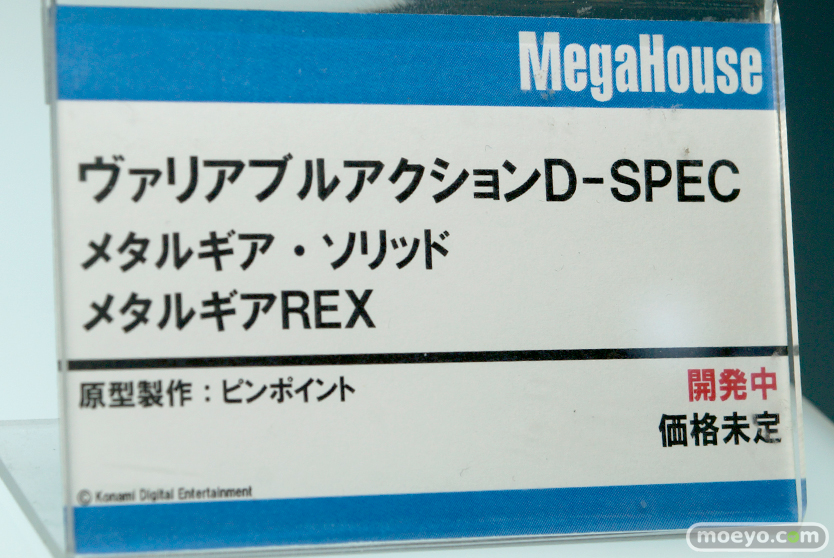 MegaHouse
ヴァリアブルアクションD-SPEC
メタルギア・ソリッド
メタルギアREX
原型製作：ピンポイント
開発中
価格未定
© Konami Digital Entertainment
moeyo.com